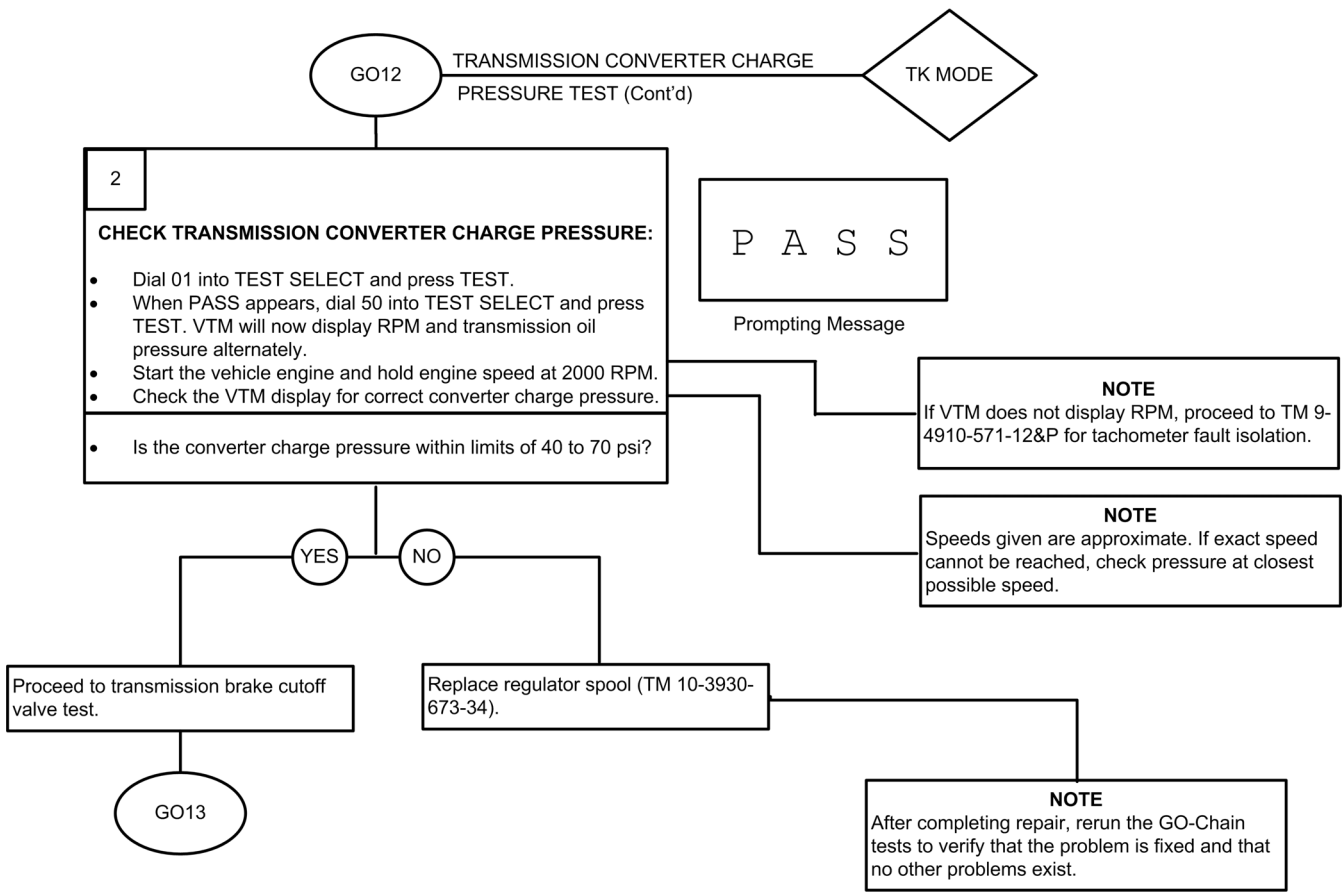 GO12
TRANSMISSION CONVERTER CHARGE
PRESSURE TEST (Cont'd)
TK MODE
2
CHECK TRANSMISSION CONVERTER CHARGE PRESSURE:
• Dial 01 into TEST SELECT and press TEST.
• When PASS appears, dial 50 into TEST SELECT and press
TEST. VTM will now display RPM and transmission oil
pressure alternately.
• Start the vehicle engine and hold engine speed at 2000 RPM.
• Check the VTM display for correct converter charge pressure.
• Is the converter charge pressure within limits of 40 to 70 psi?
P A S S
Prompting Message
NOTE
If VTM does not display RPM, proceed to TM 9-
4910-571-12&P for tachometer fault isolation.
NOTE
Speeds given are approximate. If exact speed
cannot be reached, check pressure at closest
possible speed.
YES
NO
Proceed to transmission brake cutoff
valve test.
Replace regulator spool (TM 10-3930-
673-34).
GO13
NOTE
After completing repair, rerun the GO-Chain
tests to verify that the problem is fixed and that
no other problems exist.